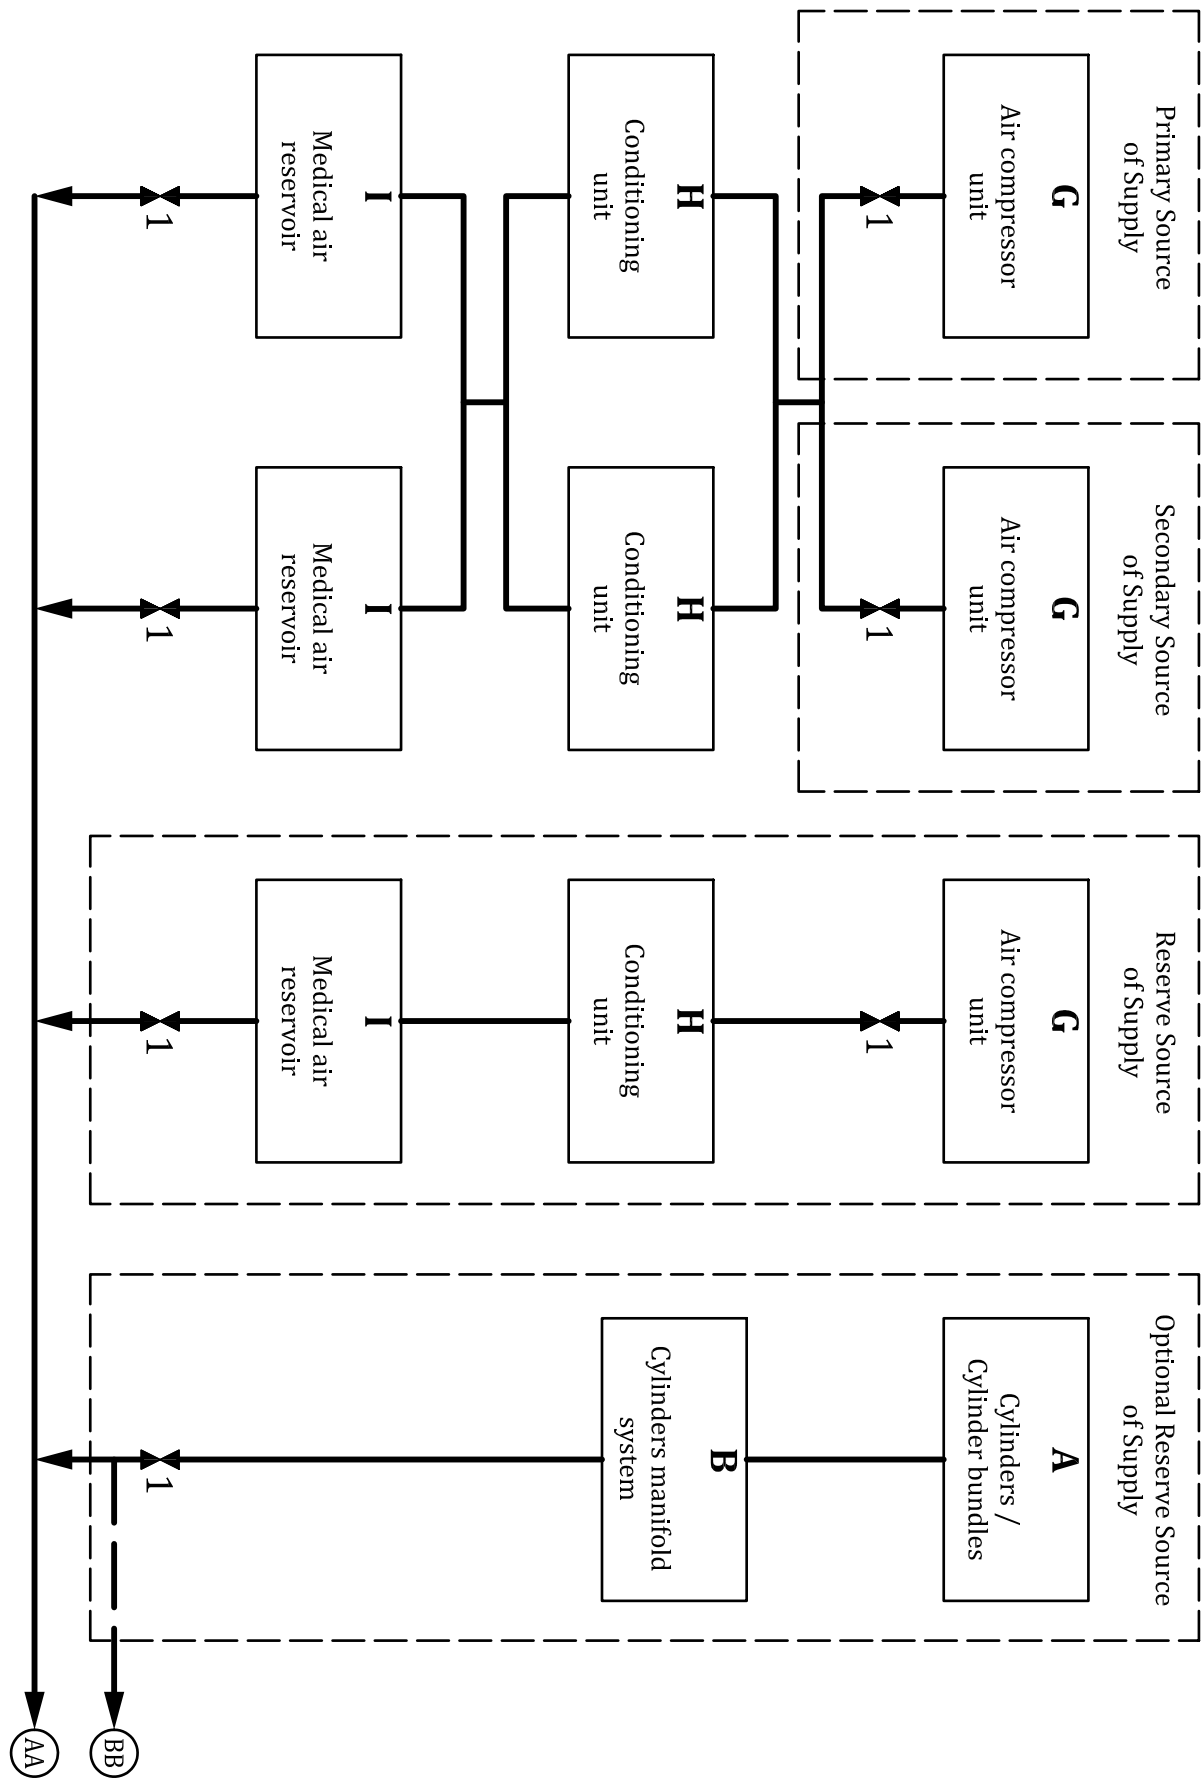 Primary Source
of Supply
Secondary Source
of Supply
Reserve Source
of Supply
Optional Reserve Source
of Supply
G
Air compressor
unit
G
Air compressor
unit
G
Air compressor
unit
A
Cylinders /
Cylinder bundles
1
1
1
H
Conditioning
unit
H
Conditioning
unit
H
Conditioning
unit
B
Cylinders manifold
system
I
Medical air
reservoir
I
Medical air
reservoir
I
Medical air
reservoir
1
1
1
1
BB
AA